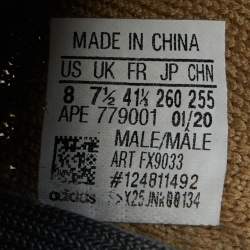 MADE IN CHINA
US UK FR JP CHN
8 7½ 41⅓ 260 255
APE 779001 01/20
MALE/MÂLE
ART FX9033
#124811492
adidas